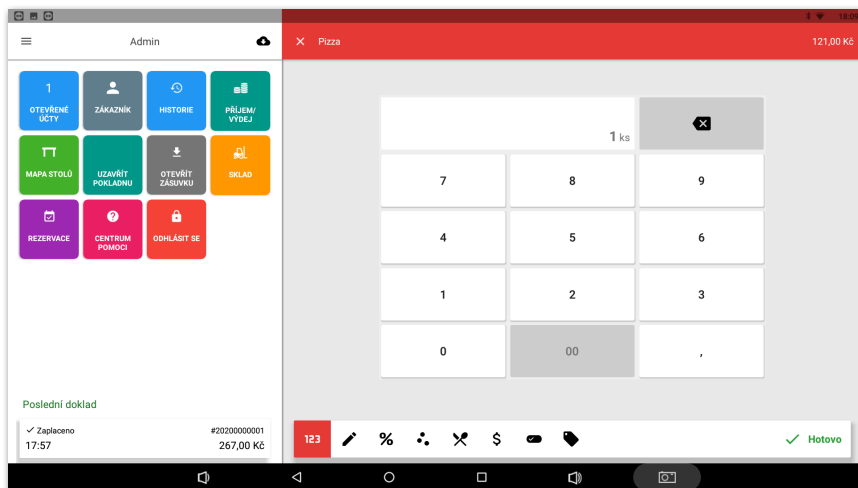 18:09
Admin
Pizza
121,00 Kč
1
OTEVŘENÉ
ÚČTY
ZÁKAZNÍK
HISTORIE
PŘÍJEM/
VÝDEJ
MAPA STOLŮ
UZAVŘÍT
POKLADNU
OTEVŘÍT
ZÁSUVKU
SKLAD
REZERVACE
CENTRUM
POMOCI
ODHLÁSIT SE
Poslední doklad
Zaplaceno
#20200000001
17:57
267,00 Kč
1 ks
7
8
9
4
5
6
1
2
3
0
00
,
123
%
$
Hotovo